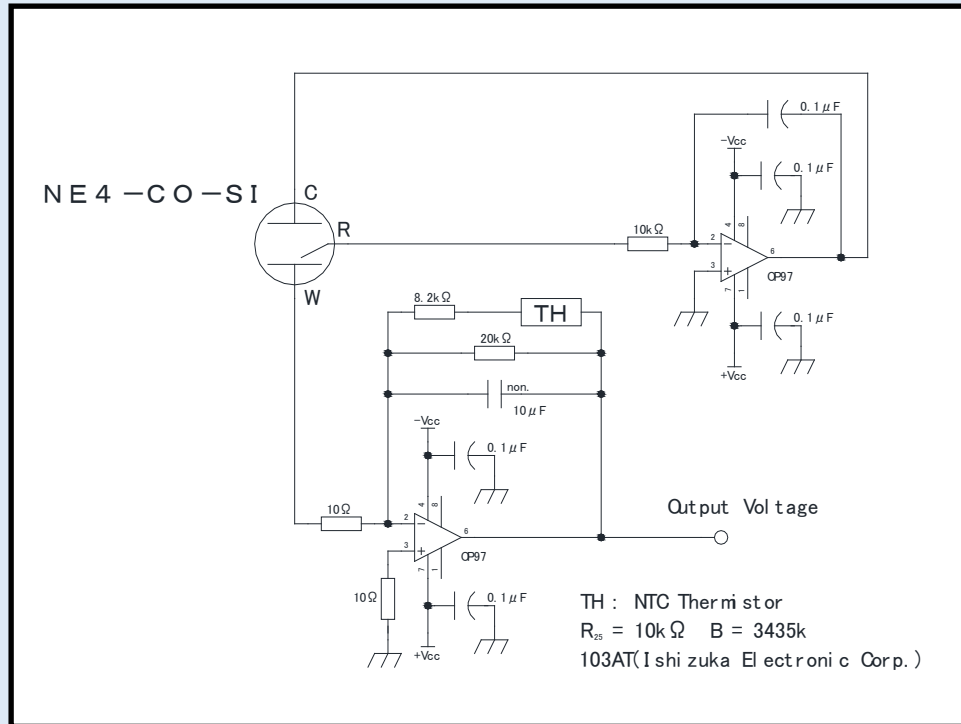 0.1μF
-Vcc
0.1μF
NE4-CO-SI
C
R
W
10kΩ
4
8
2
6
3
OP97
7
1
0.1μF
+Vcc
8.2kΩ
TH
20kΩ
non.
10μF
-Vcc
0.1μF
10Ω
4
8
2
6
3
OP97
7
1
10Ω
0.1μF
+Vcc
Output Voltage
TH : NTC Thermistor
R₂₅ = 10kΩ B = 3435k
103AT(Ishizuka Electronic Corp.)